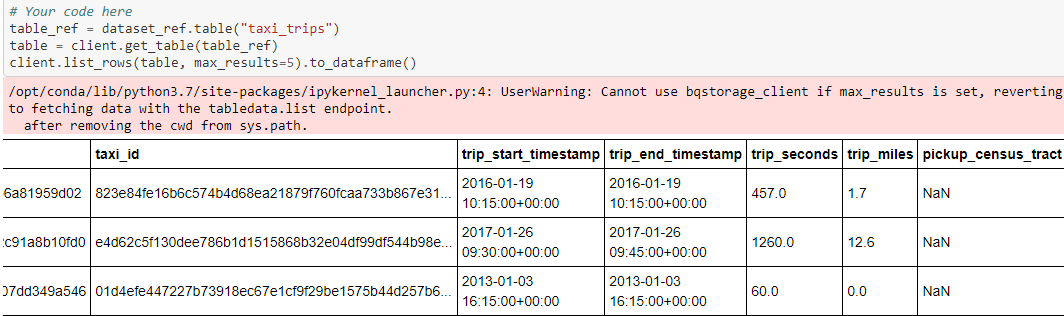 # Your code here
table_ref = dataset_ref.table("taxi_trips")
table = client.get_table(table_ref)
client.list_rows(table, max_results=5).to_dataframe()
/opt/conda/lib/python3.7/site-packages/ipykernel_launcher.py:4: UserWarning: Cannot use bqstorage_client if max_results is set, reverting
to fetching data with the tabledata.list endpoint.
after removing the cwd from sys.path.
taxi_id trip_start_timestamp trip_end_timestamp trip_seconds trip_miles pickup_census_tract
6a81959d02 823e84fe16b6c574b4d68ea21879f760fcaa733b867e31... 2016-01-19 10:15:00+00:00 2016-01-19 10:15:00+00:00 457.0 1.7 NaN
c91a8b10fd0 e4d62c5f130dee786b1d1515868b32e04df99df544b98e... 2017-01-26 09:30:00+00:00 2017-01-26 09:45:00+00:00 1260.0 12.6 NaN
07dd349a546 01d4efe447227b73918ec67e1cf9f29be1575b44d257b6... 2013-01-03 16:15:00+00:00 2013-01-03 16:15:00+00:00 60.0 0.0 NaN